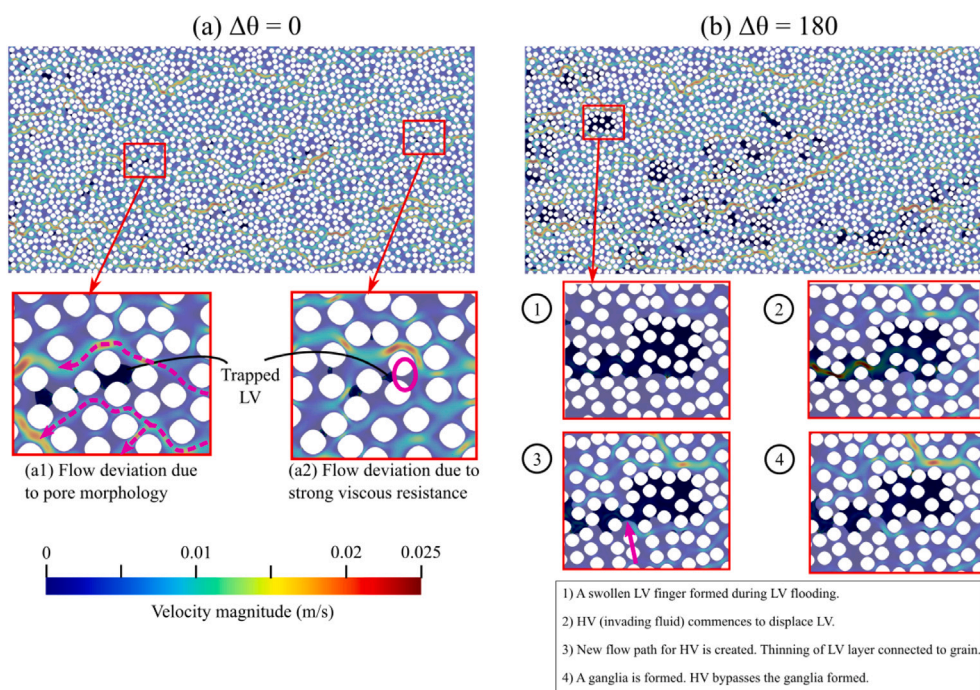 (a) Δθ = 0
(b) Δθ = 180
Trapped
LV
(a1) Flow deviation due
to pore morphology
(a2) Flow deviation due to
strong viscous resistance
0
0.01
0.02
0.025
Velocity magnitude (m/s)
1
2
3
4
1) A swollen LV finger formed during LV flooding.
2) HV (invading fluid) commences to displace LV.
3) New flow path for HV is created. Thinning of LV layer connected to grain.
4) A ganglia is formed. HV bypasses the ganglia formed.